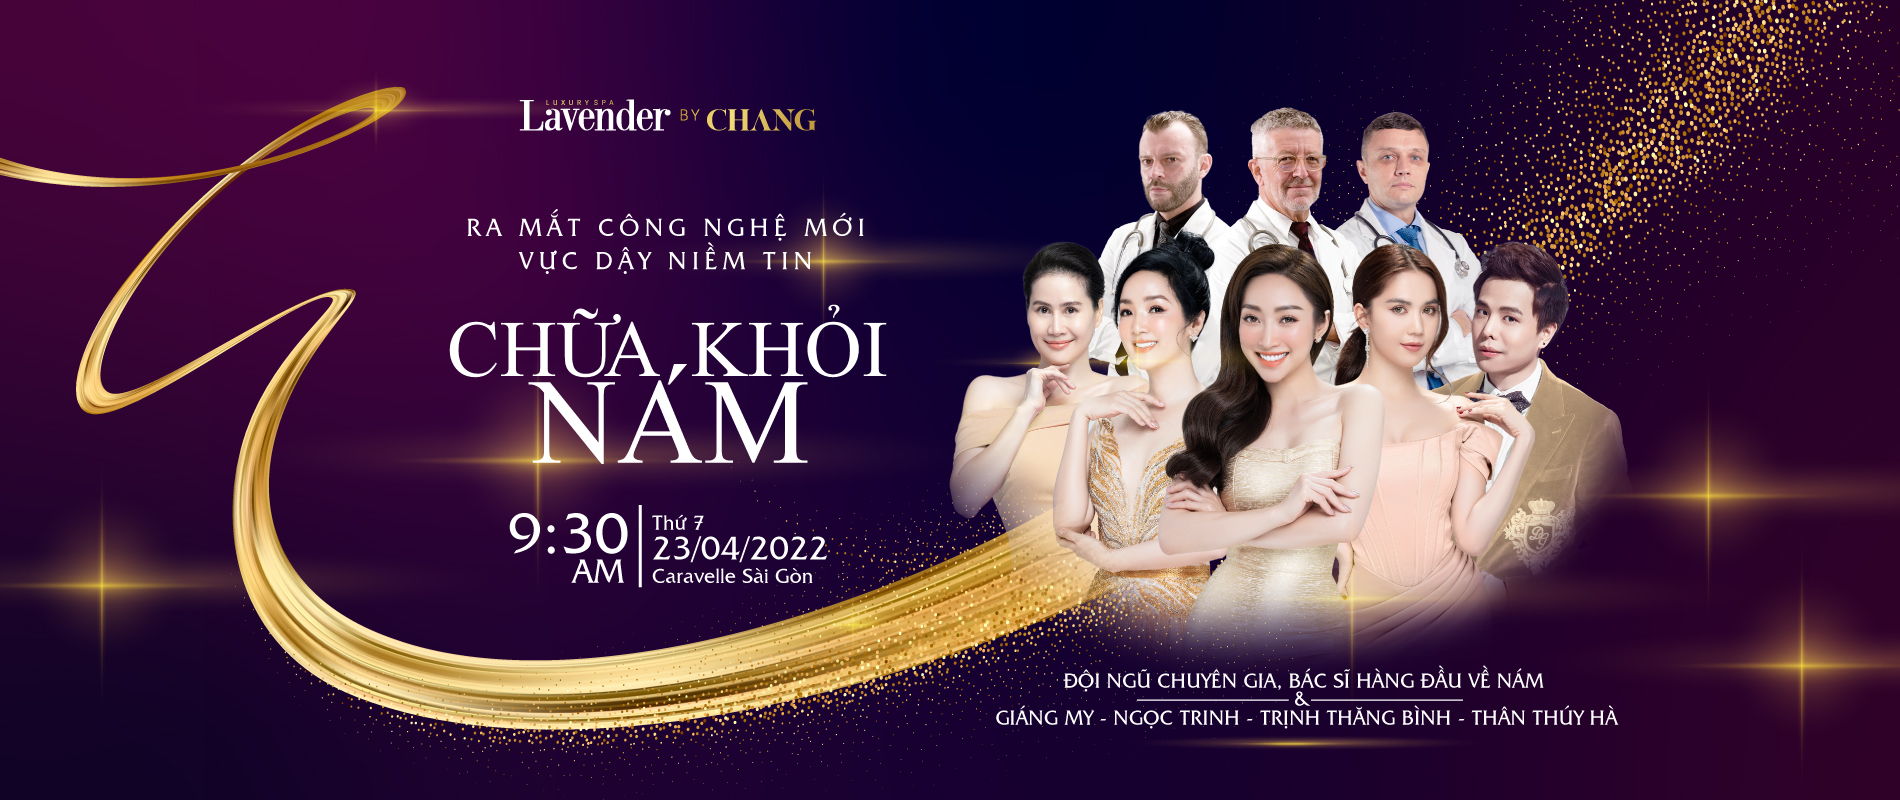 LUXURY SPA
Lavender BY CHANG
RA MẮT CÔNG NGHỆ MỚI
VỰC DẬY NIỀM TIN
CHỮA KHỎI
NÁM
9:30
AM
Thứ 7
23/04/2022
Caravelle Sài Gòn
ĐỘI NGŨ CHUYÊN GIA, BÁC SĨ HÀNG ĐẦU VỀ NÁM
&
GIÁNG MY - NGỌC TRINH - TRỊNH THĂNG BÌNH - THÂN THÚY HÀ